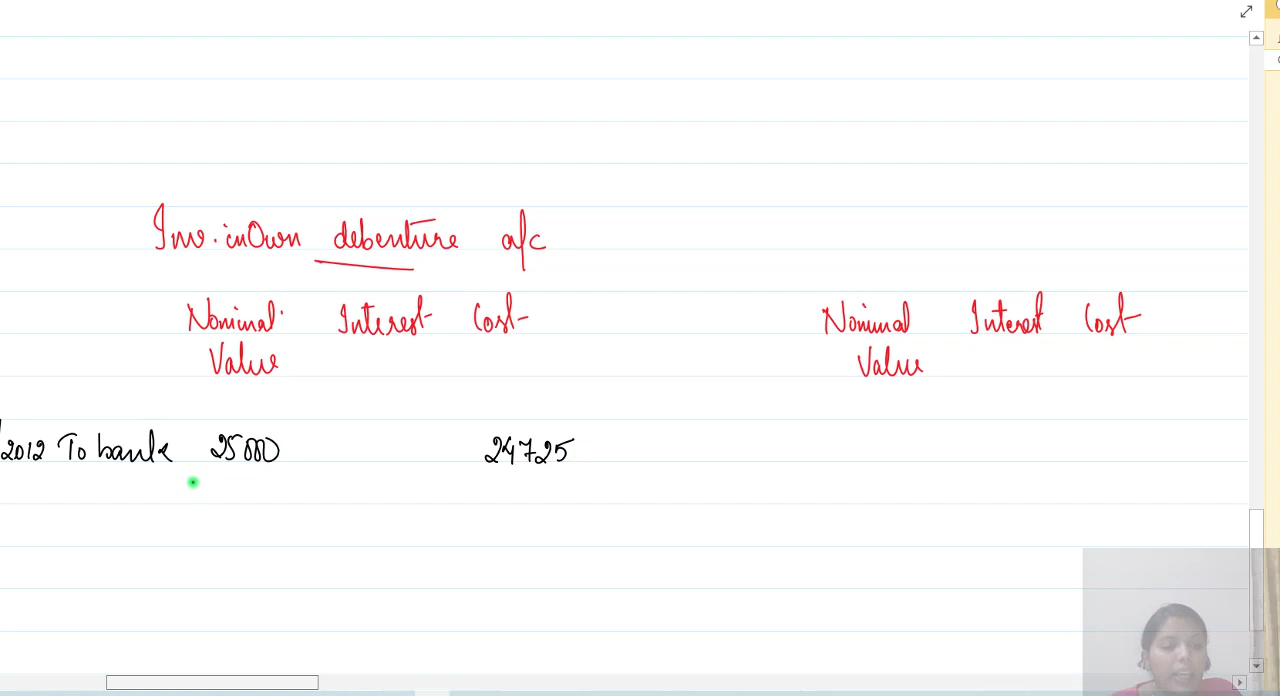 Inv. in Own debenture a/c
Nominal Interest Cost Nominal Interest Cost
Value Value
2012 To bank 25000 24725